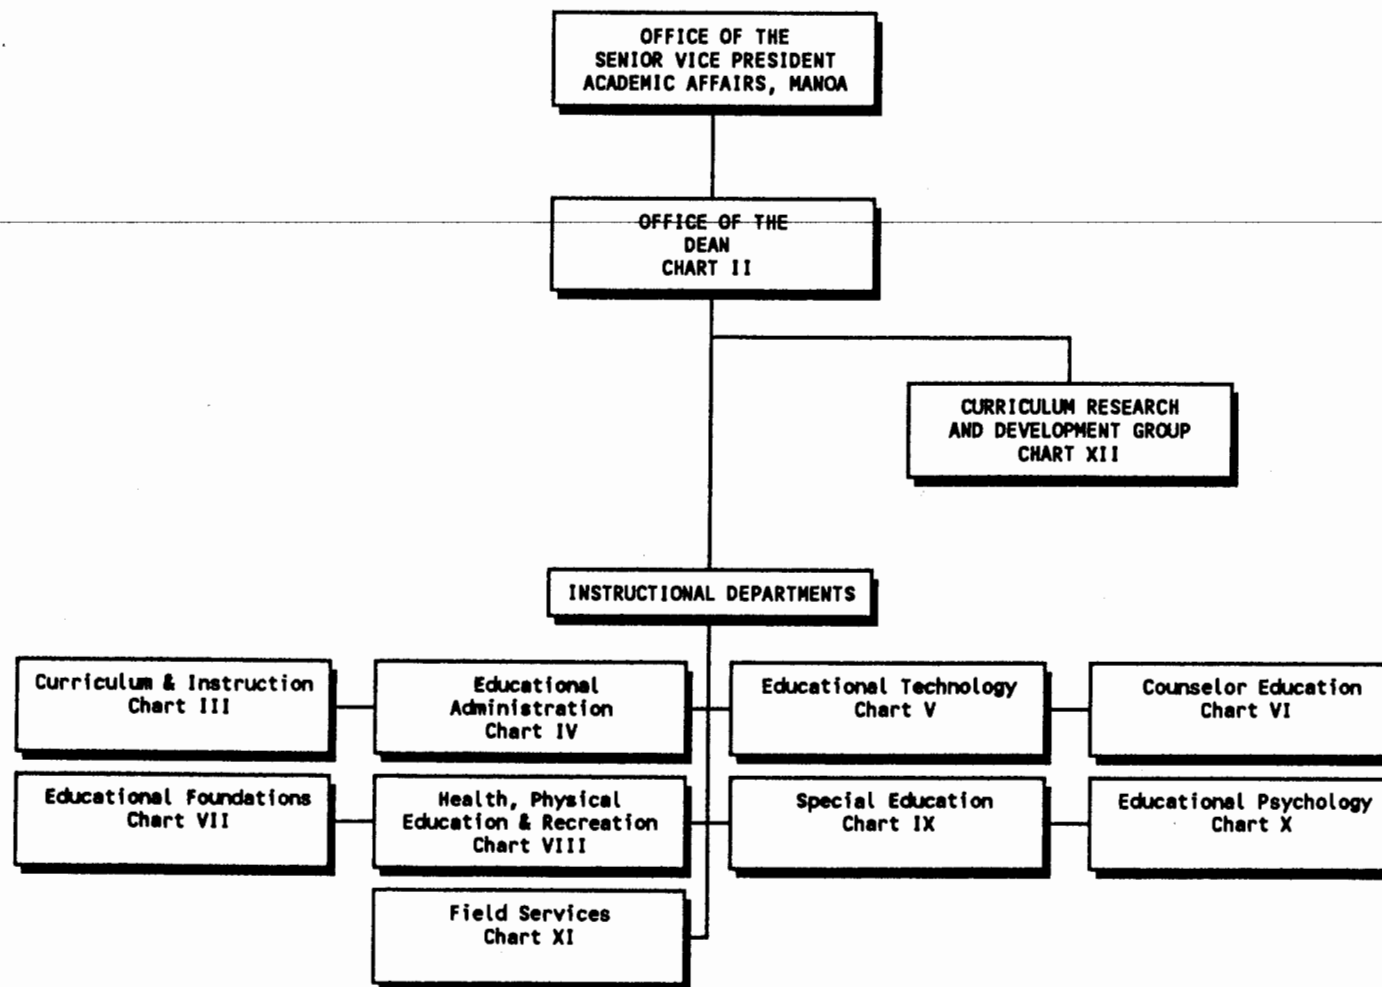 OFFICE OF THE
SENIOR VICE PRESIDENT
ACADEMIC AFFAIRS, MANOA
OFFICE OF THE
DEAN
CHART II
CURRICULUM RESEARCH
AND DEVELOPMENT GROUP
CHART XII
INSTRUCTIONAL DEPARTMENTS
Curriculum & Instruction
Chart III
Educational
Administration
Chart IV
Educational Technology
Chart V
Counselor Education
Chart VI
Educational Foundations
Chart VII
Health, Physical
Education & Recreation
Chart VIII
Special Education
Chart IX
Educational Psychology
Chart X
Field Services
Chart XI